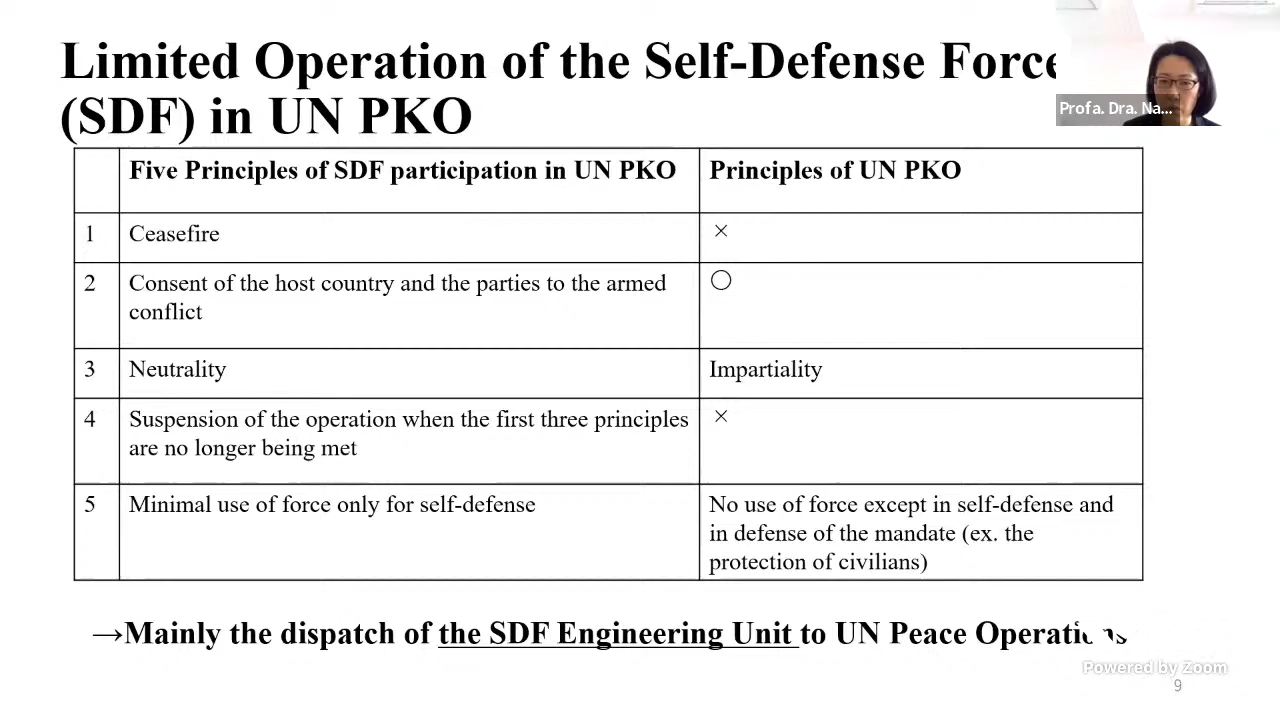 Limited Operation of the Self-Defense Force
(SDF) in UN PKO
Profa. Dra. Na...
Five Principles of SDF participation in UN PKO
Principles of UN PKO
1
Ceasefire
×
2
Consent of the host country and the parties to the armed
conflict
○
3
Neutrality
Impartiality
4
Suspension of the operation when the first three principles
are no longer being met
×
5
Minimal use of force only for self-defense
No use of force except in self-defense and
in defense of the mandate (ex. the
protection of civilians)
→Mainly the dispatch of the SDF Engineering Unit to UN Peace Operations
Powered by Zoom
9